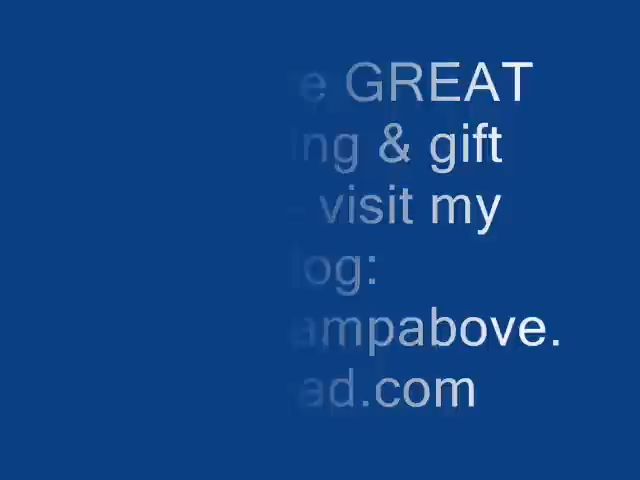 e GREAT
ing & gift
- visit my
log:
ampabove.
ad.com